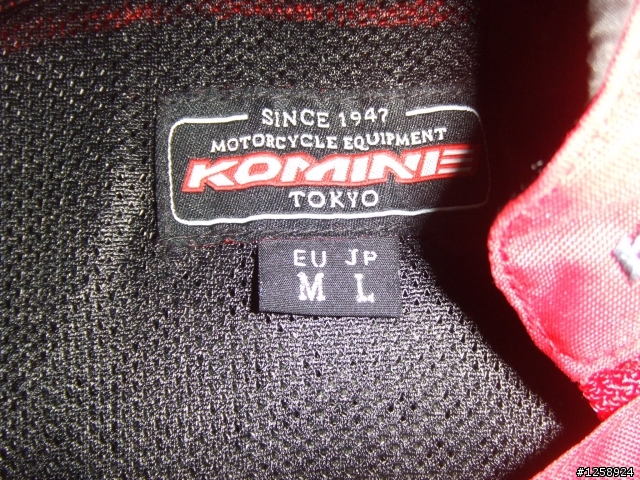 SINCE 1947
MOTORCYCLE EQUIPMENT
KOMINE
TOKYO
EU JP
M L
#1258924